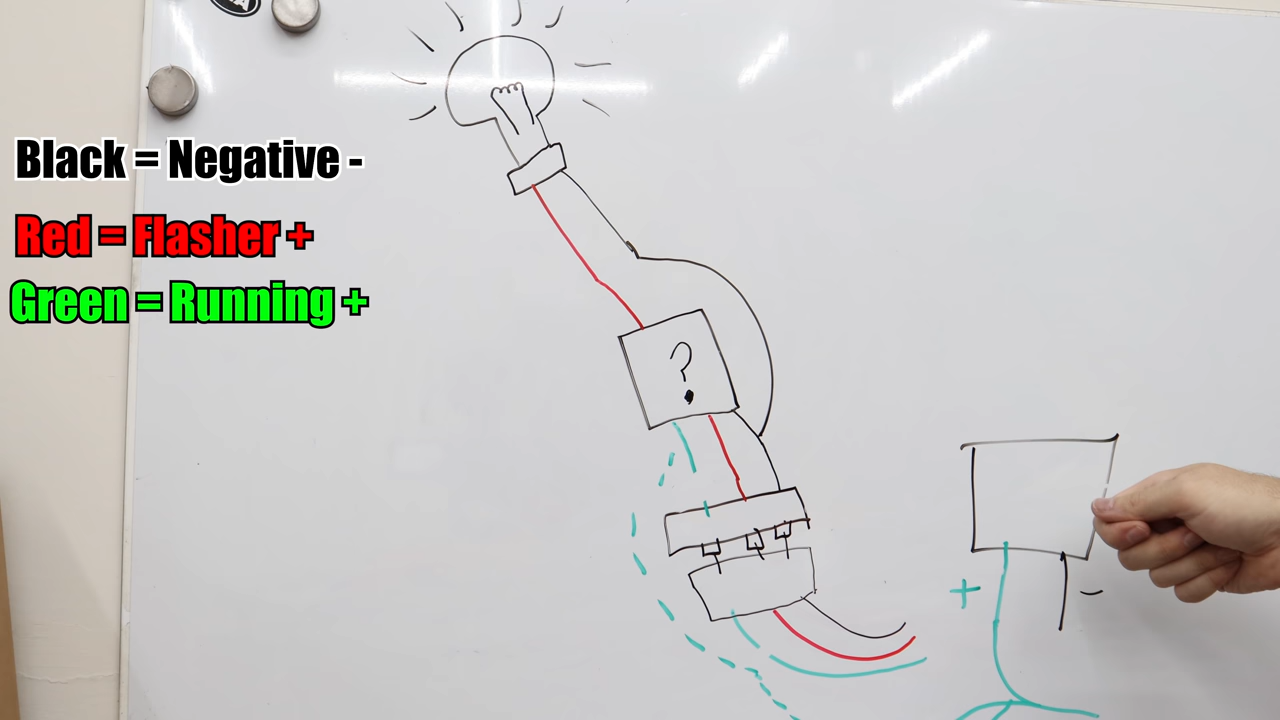 Black = Negative -
Red = Flasher +
Green = Running +
?
+ -